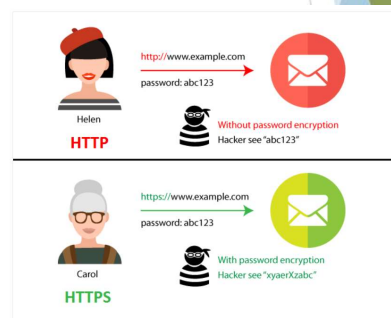 http://www.example.com
password: abc123
Helen
HTTP
Without password encryption
Hacker see "abc123"
https://www.example.com
password: abc123
Carol
HTTPS
With password encryption
Hacker see "xyaerXzabc"